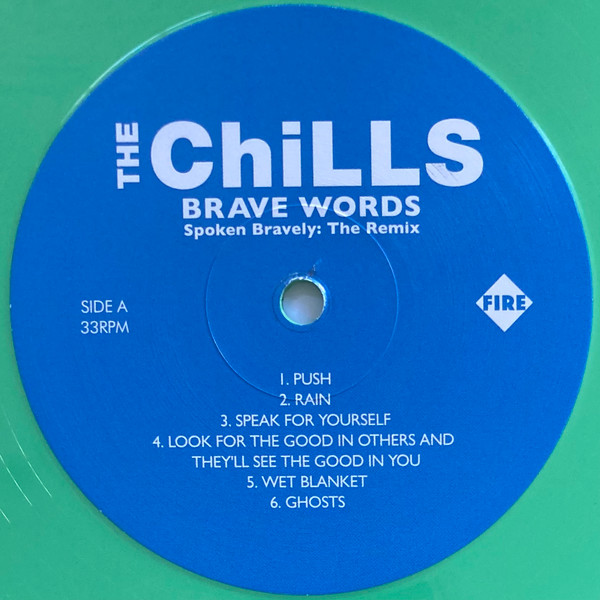 THE ChiLLS
BRAVE WORDS
Spoken Bravely: The Remix
SIDE A
33RPM
FIRE
1. PUSH
2. RAIN
3. SPEAK FOR YOURSELF
4. LOOK FOR THE GOOD IN OTHERS AND
THEY'LL SEE THE GOOD IN YOU
5. WET BLANKET
6. GHOSTS